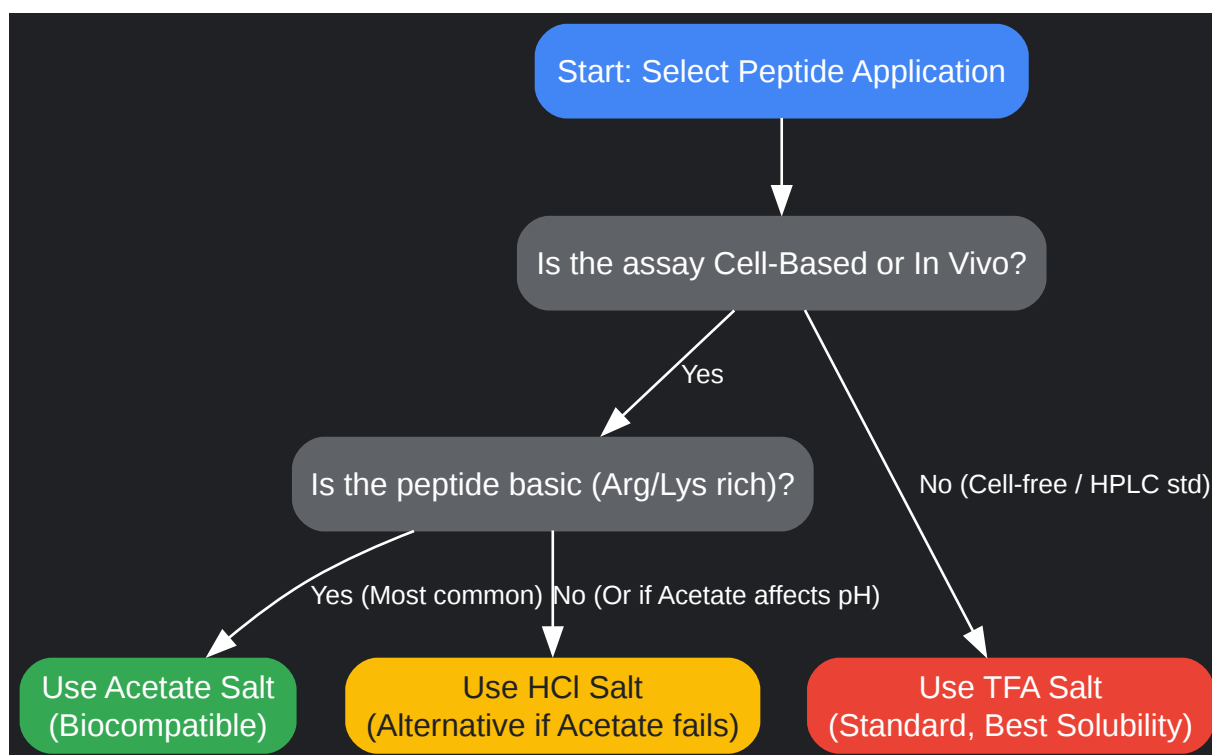 Start: Select Peptide Application
Is the assay Cell-Based or In Vivo?
Yes
Is the peptide basic (Arg/Lys rich)?
No (Cell-free / HPLC std)
Yes (Most common)
No (Or if Acetate affects pH)
Use Acetate Salt
(Biocompatible)
Use HCl Salt
(Alternative if Acetate fails)
Use TFA Salt
(Standard, Best Solubility)